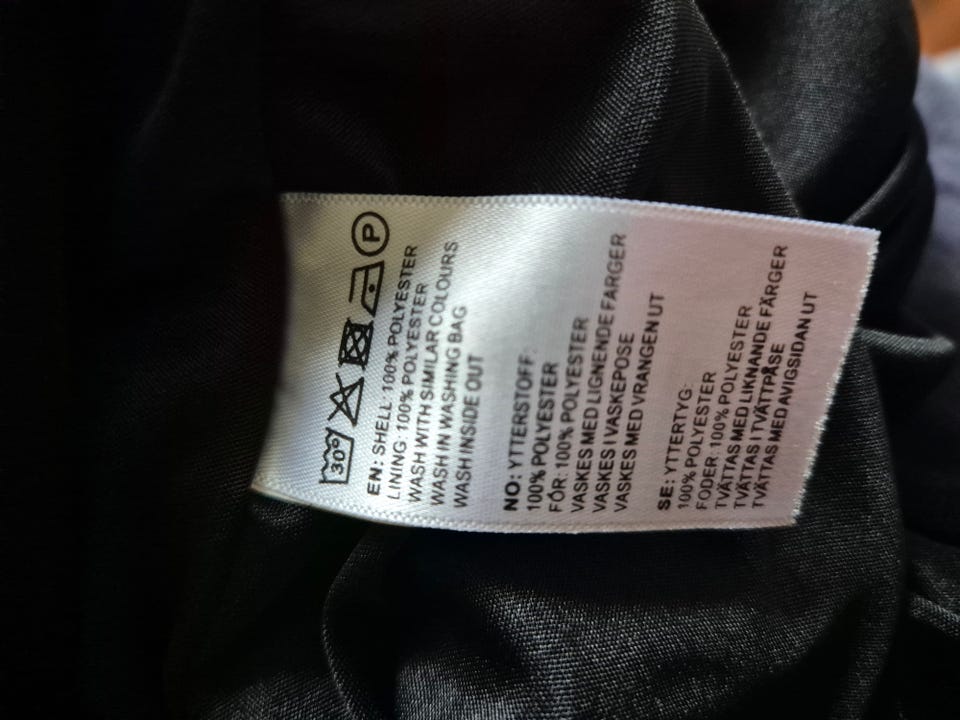 30° P
EN: SHELL: 100% POLYESTER
LINING: 100% POLYESTER
WASH WITH SIMILAR COLOURS
WASH IN WASHING BAG
WASH INSIDE OUT
NO: YTTERSTOFF:
100% POLYESTER
FÓR: 100% POLYESTER
VASKES MED LIGNENDE FARGER
VASKES I VASKEPOSE
VASKES MED VRANGEN UT
SE: YTTERTYG:
100% POLYESTER
FODER: 100% POLYESTER
TVÄTTAS MED LIKNANDE FÄRGER
TVÄTTAS I TVÄTTPÅSE
TVÄTTAS MED AVIGSIDAN UT